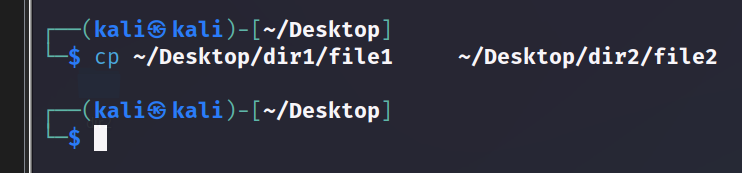 ┌──(kali㉿kali)-[~/Desktop]
└─$ cp ~/Desktop/dir1/file1     ~/Desktop/dir2/file2
┌──(kali㉿kali)-[~/Desktop]
└─$